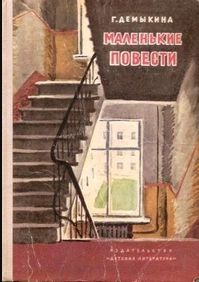 Г. ДЕМЫКИНА
МАЛЕНЬКИЕ
ПОВЕСТИ
ИЗДАТЕЛЬСТВО
«ДЕТСКАЯ ЛИТЕРАТУРА»